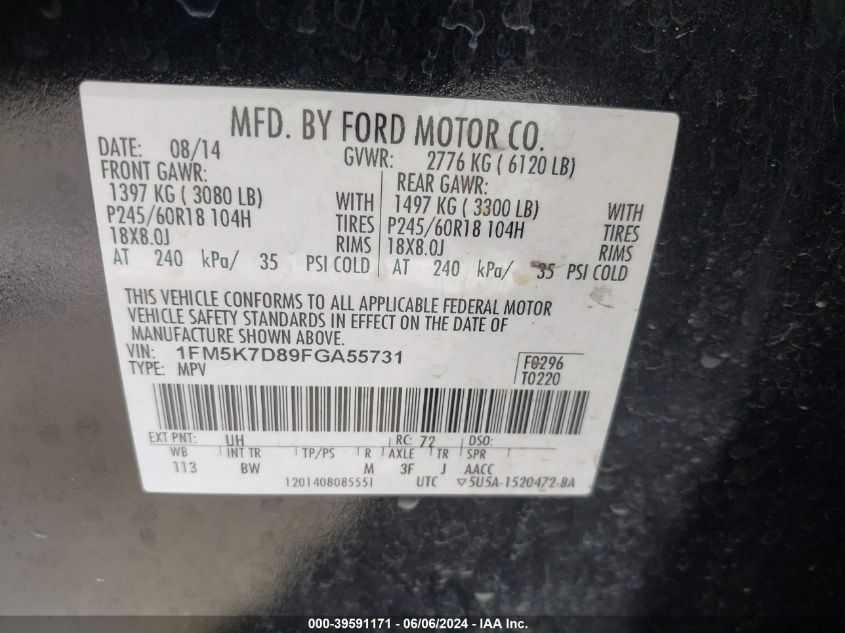 MFD. BY FORD MOTOR CO.
DATE: 08/14 GVWR: 2776 KG ( 6120 LB)
FRONT GAWR: REAR GAWR:
1397 KG ( 3080 LB) WITH 1497 KG ( 3300 LB) WITH
P245/60R18 104H TIRES P245/60R18 104H TIRES
18X8.0J RIMS 18X8.0J RIMS
AT 240 kPa/ 35 PSI COLD AT 240 kPa/ 35 PSI COLD
THIS VEHICLE CONFORMS TO ALL APPLICABLE FEDERAL MOTOR
VEHICLE SAFETY STANDARDS IN EFFECT ON THE DATE OF
MANUFACTURE SHOWN ABOVE.
VIN: 1FM5K7D89FGA55731 F0296
TYPE: MPV T0220
EXT PNT: UH RC: 72 DSO:
WB INT TR TP/PS R AXLE TR SPR
113 BW M 3F J AACC
1201408085551 UTC ▽5U5A-1520472-BA
000-39591171 - 06/06/2024 - IAA Inc.